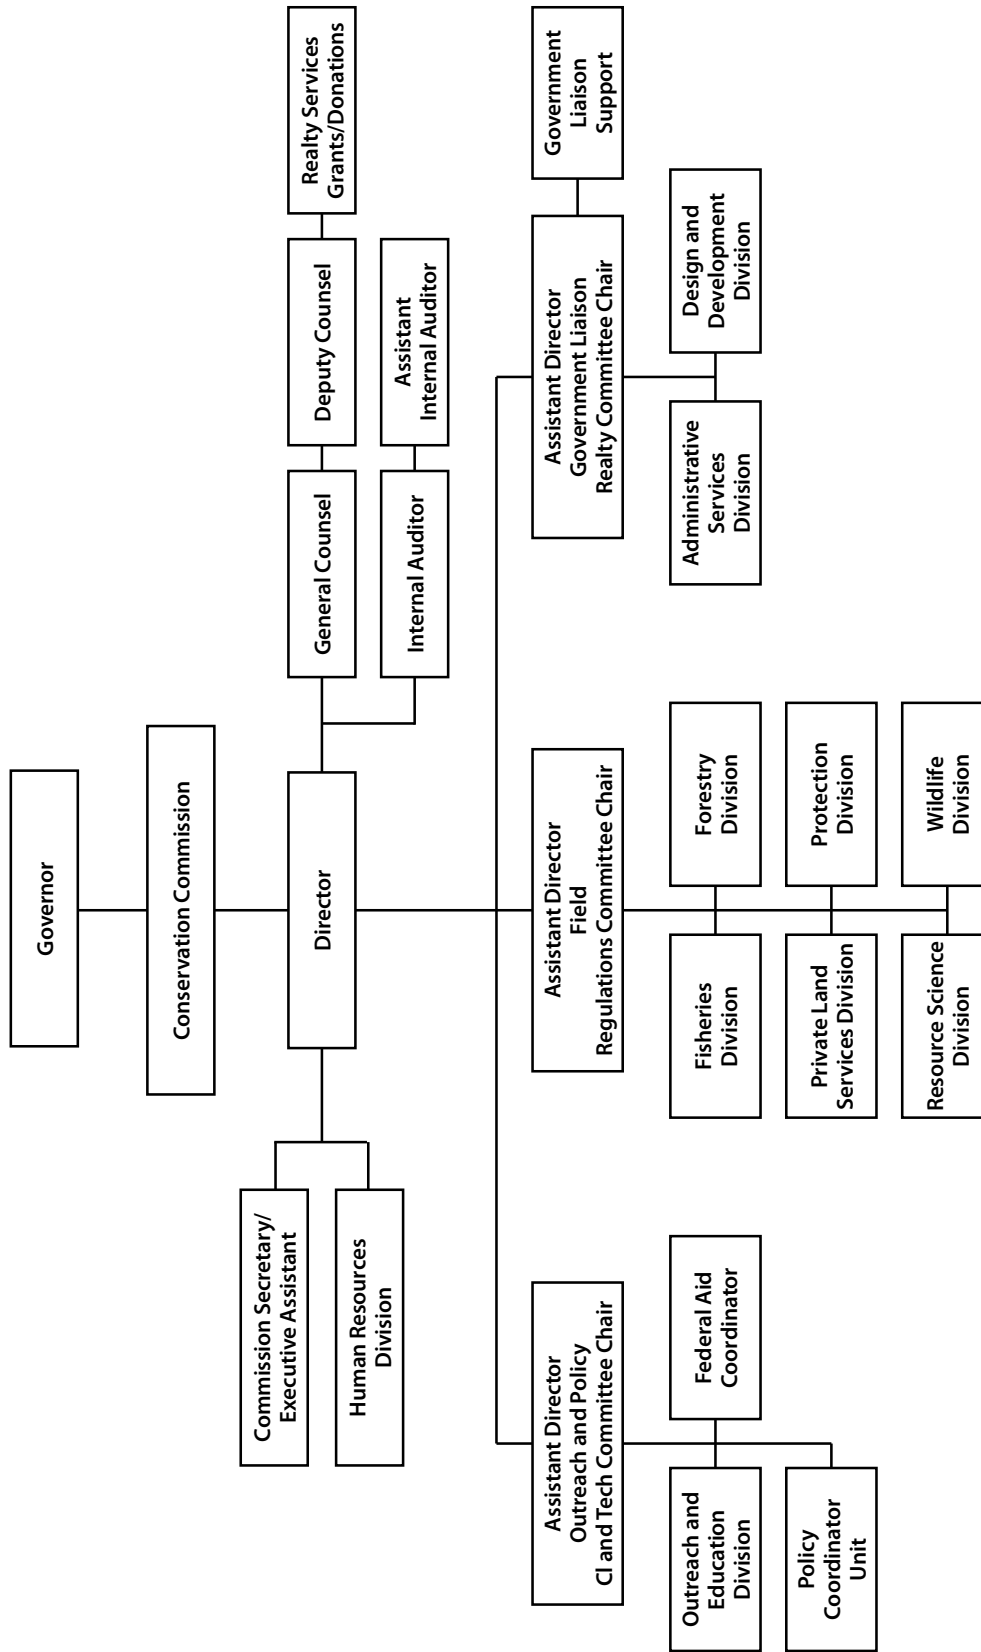 Governor
Conservation Commission
Commission Secretary/
Executive Assistant
Human Resources
Division
Director
General Counsel
Deputy Counsel
Realty Services
Grants/Donations
Internal Auditor
Assistant
Internal Auditor
Assistant Director
Outreach and Policy
CI and Tech Committee Chair
Assistant Director
Field
Regulations Committee Chair
Assistant Director
Government Liaison
Realty Committee Chair
Government
Liaison
Support
Outreach and
Education
Division
Federal Aid
Coordinator
Policy
Coordinator
Unit
Fisheries
Division
Forestry
Division
Private Land
Services Division
Protection
Division
Resource Science
Division
Wildlife
Division
Administrative
Services
Division
Design and
Development
Division